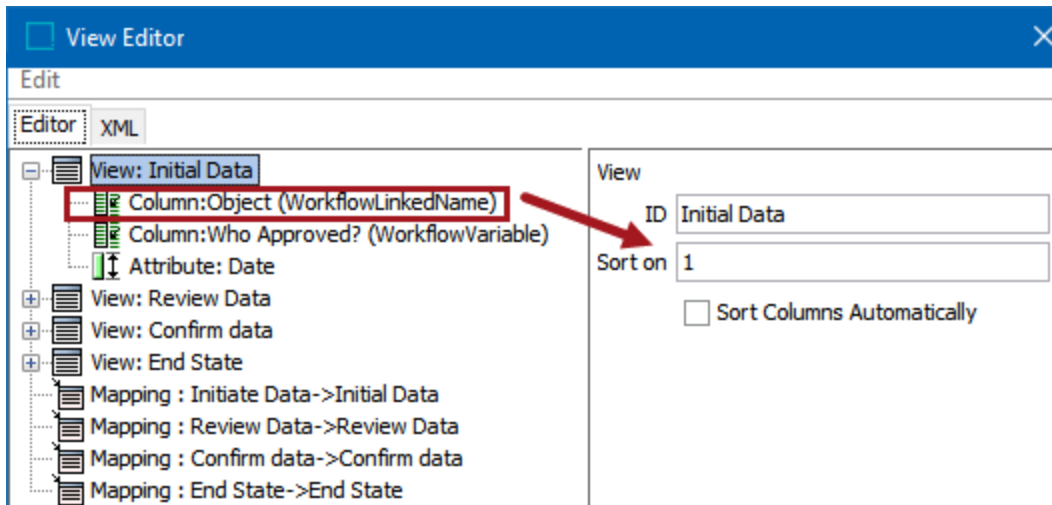 View Editor
Edit
Editor XML
View: Initial Data
Column:Object (WorkflowLinkedName)
Column:Who Approved? (WorkflowVariable)
Attribute: Date
View: Review Data
View: Confirm data
View: End State
Mapping : Initiate Data->Initial Data
Mapping : Review Data->Review Data
Mapping : Confirm data->Confirm data
Mapping : End State->End State
View
ID Initial Data
Sort on 1
Sort Columns Automatically